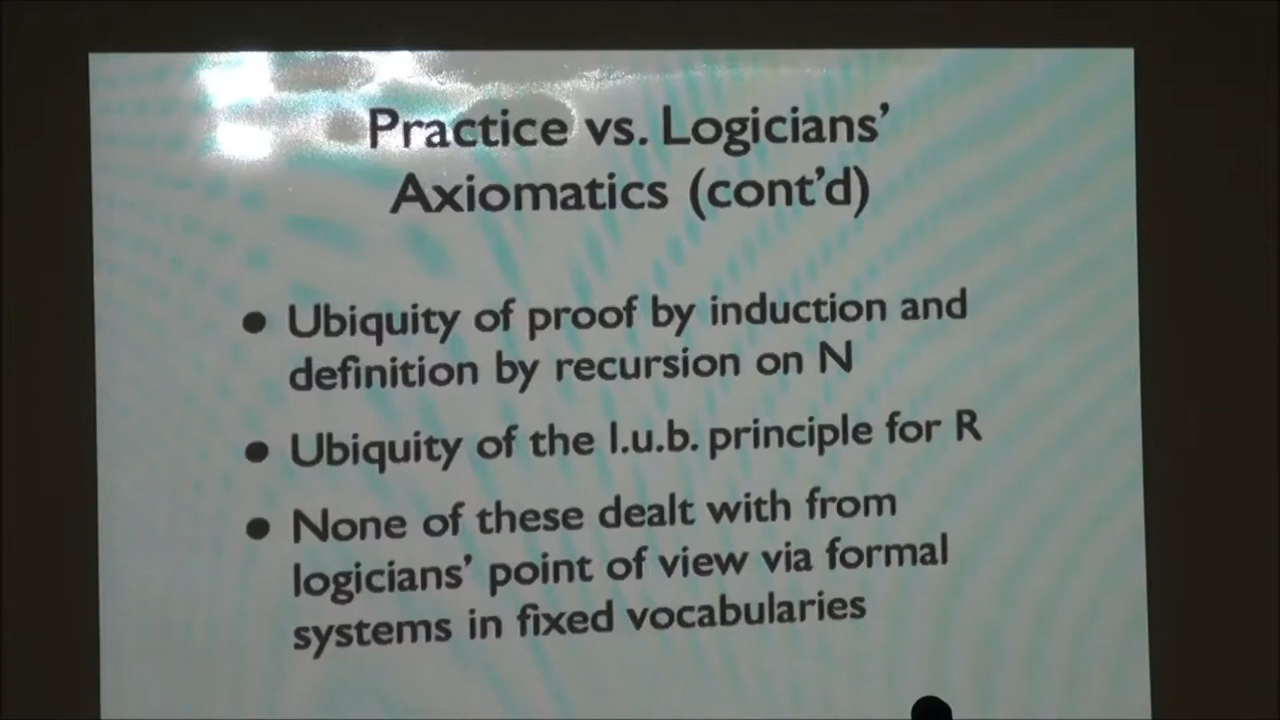 Practice vs. Logicians’
Axiomatics (cont’d)
• Ubiquity of proof by induction and
definition by recursion on N
• Ubiquity of the l.u.b. principle for R
• None of these dealt with from
logicians’ point of view via formal
systems in fixed vocabularies